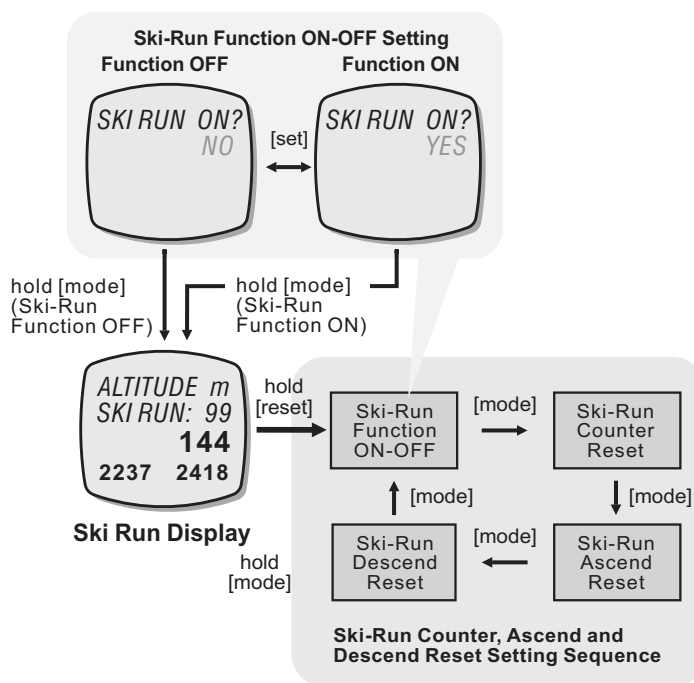 Ski-Run Function ON-OFF Setting
Function OFF
Function ON
SKI RUN ON?
NO
[set]
SKI RUN ON?
YES
hold [mode]
(Ski-Run
Function OFF)
hold [mode]
(Ski-Run
Function ON)
ALTITUDE m
SKI RUN: 99
144
2237 2418
Ski Run Display
hold
[reset]
Ski-Run
Function
ON-OFF
[mode]
Ski-Run
Counter
Reset
[mode]
[mode]
Ski-Run
Descend
Reset
[mode]
Ski-Run
Ascend
Reset
hold
[mode]
Ski-Run Counter, Ascend and
Descend Reset Setting Sequence